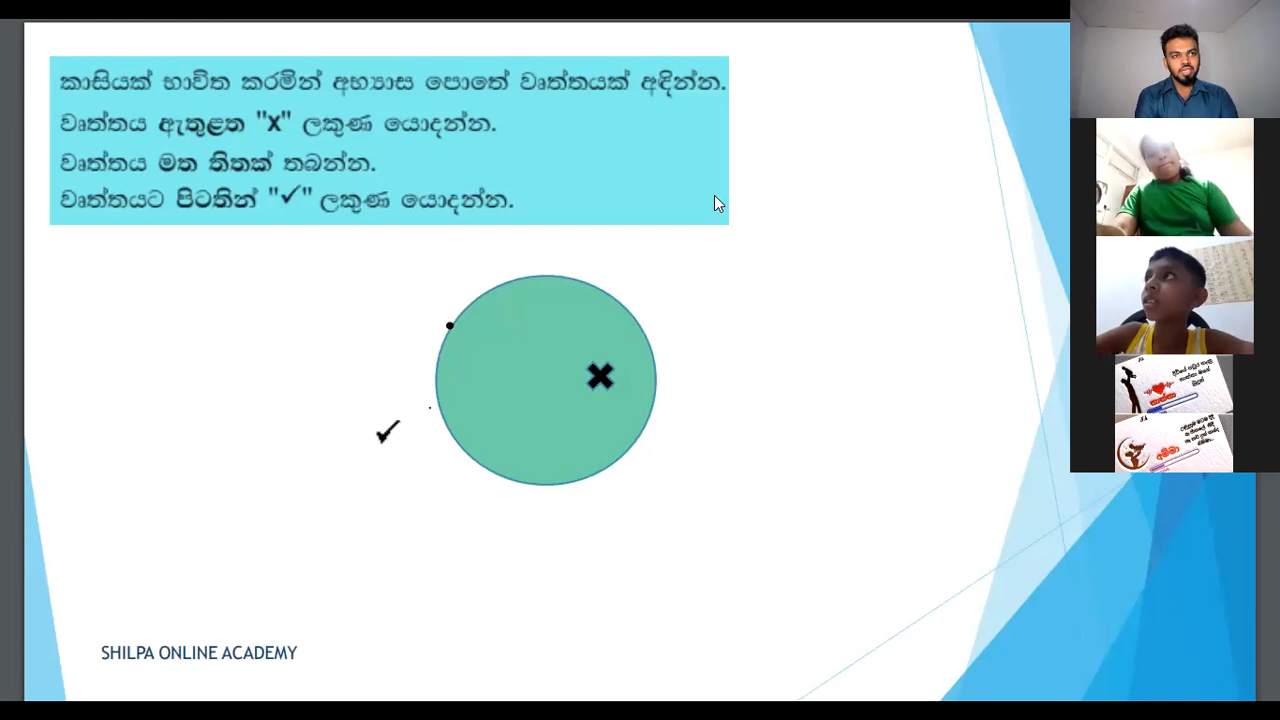 කාසියක් භාවිත කරමින් අභ්‍යාස පොතේ වෘත්තයක් අඳින්න.
වෘත්තය ඇතුළත "x" ලකුණ යොදන්න.
වෘත්තය මත තිතක් තබන්න.
වෘත්තයට පිටතින් "✓" ලකුණ යොදන්න.
SHILPA ONLINE ACADEMY
තාත්තා
අම්මා